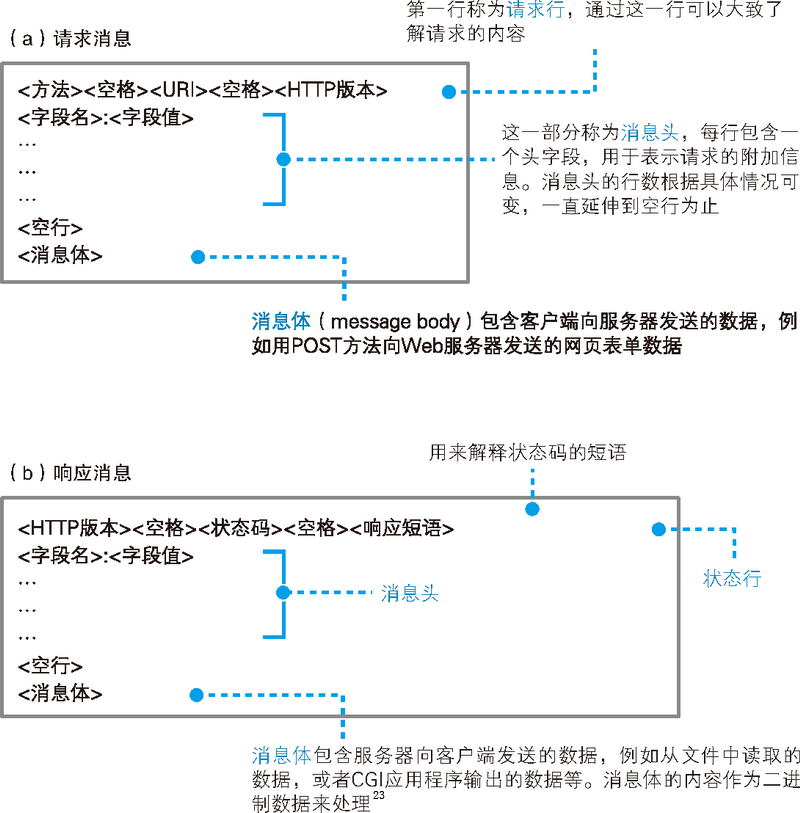 第一行称为请求行，通过这一行可以大致了
解请求的内容
（a）请求消息
<方法><空格><URI><空格><HTTP版本>
<字段名>:<字段值>
…
…
…
<空行>
<消息体>
这一部分称为消息头，每行包含一
个头字段，用于表示请求的附加信
息。消息头的行数根据具体情况可
变，一直延伸到空行为止
消息体（message body）包含客户端向服务器发送的数据，例
如用POST方法向Web服务器发送的网页表单数据
用来解释状态码的短语
（b）响应消息
<HTTP版本><空格><状态码><空格><响应短语>
<字段名>:<字段值>
…
…
…
<空行>
<消息体>
状态行
消息头
消息体包含服务器向客户端发送的数据，例如从文件中读取的
数据，或者CGI应用程序输出的数据等。消息体的内容作为二进
制数据来处理23